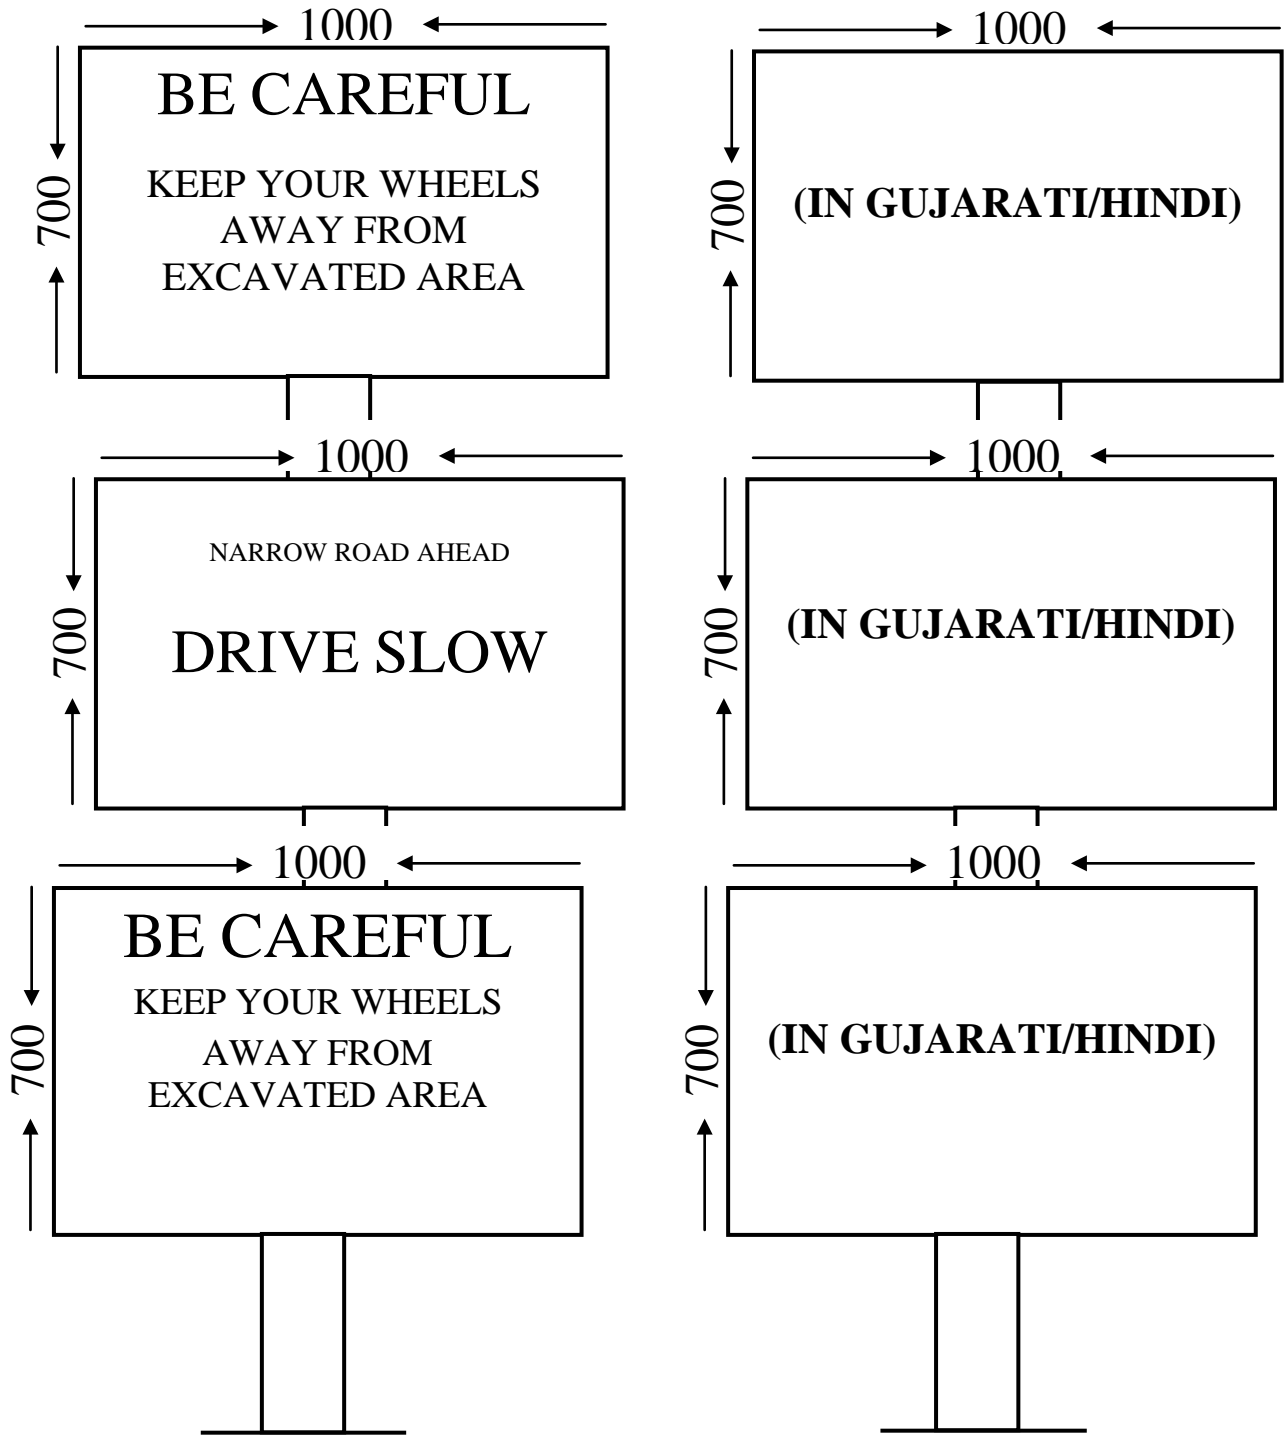 1000
700
BE CAREFUL
KEEP YOUR WHEELS
AWAY FROM
EXCAVATED AREA
1000
700
(IN GUJARATI/HINDI)
1000
700
NARROW ROAD AHEAD
DRIVE SLOW
1000
700
(IN GUJARATI/HINDI)
1000
700
BE CAREFUL
KEEP YOUR WHEELS
AWAY FROM
EXCAVATED AREA
1000
700
(IN GUJARATI/HINDI)